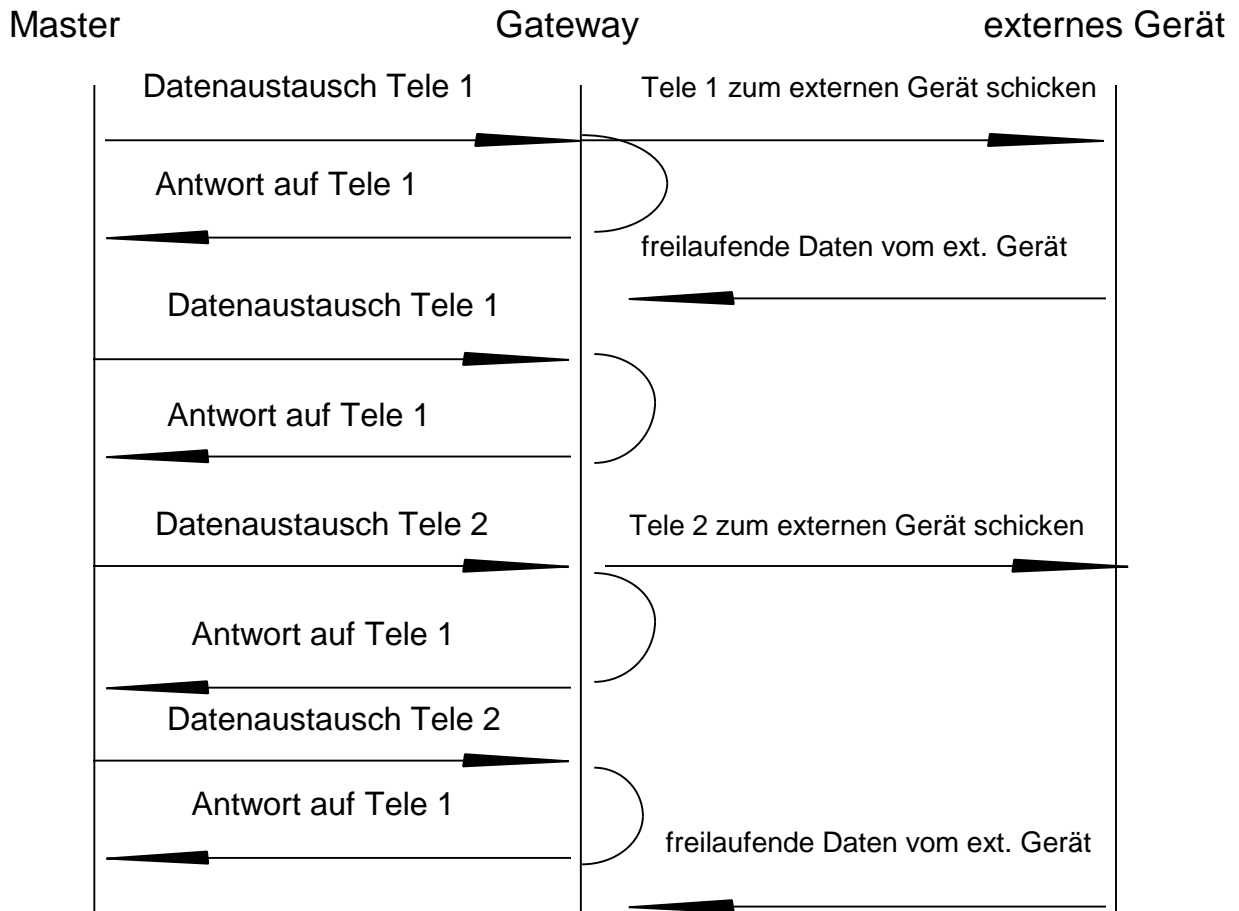 Master
Gateway
externes Gerät
Datenaustausch Tele 1
Tele 1 zum externen Gerät schicken
Antwort auf Tele 1
freilaufende Daten vom ext. Gerät
Datenaustausch Tele 1
Antwort auf Tele 1
Datenaustausch Tele 2
Tele 2 zum externen Gerät schicken
Antwort auf Tele 1
Datenaustausch Tele 2
Antwort auf Tele 1
freilaufende Daten vom ext. Gerät